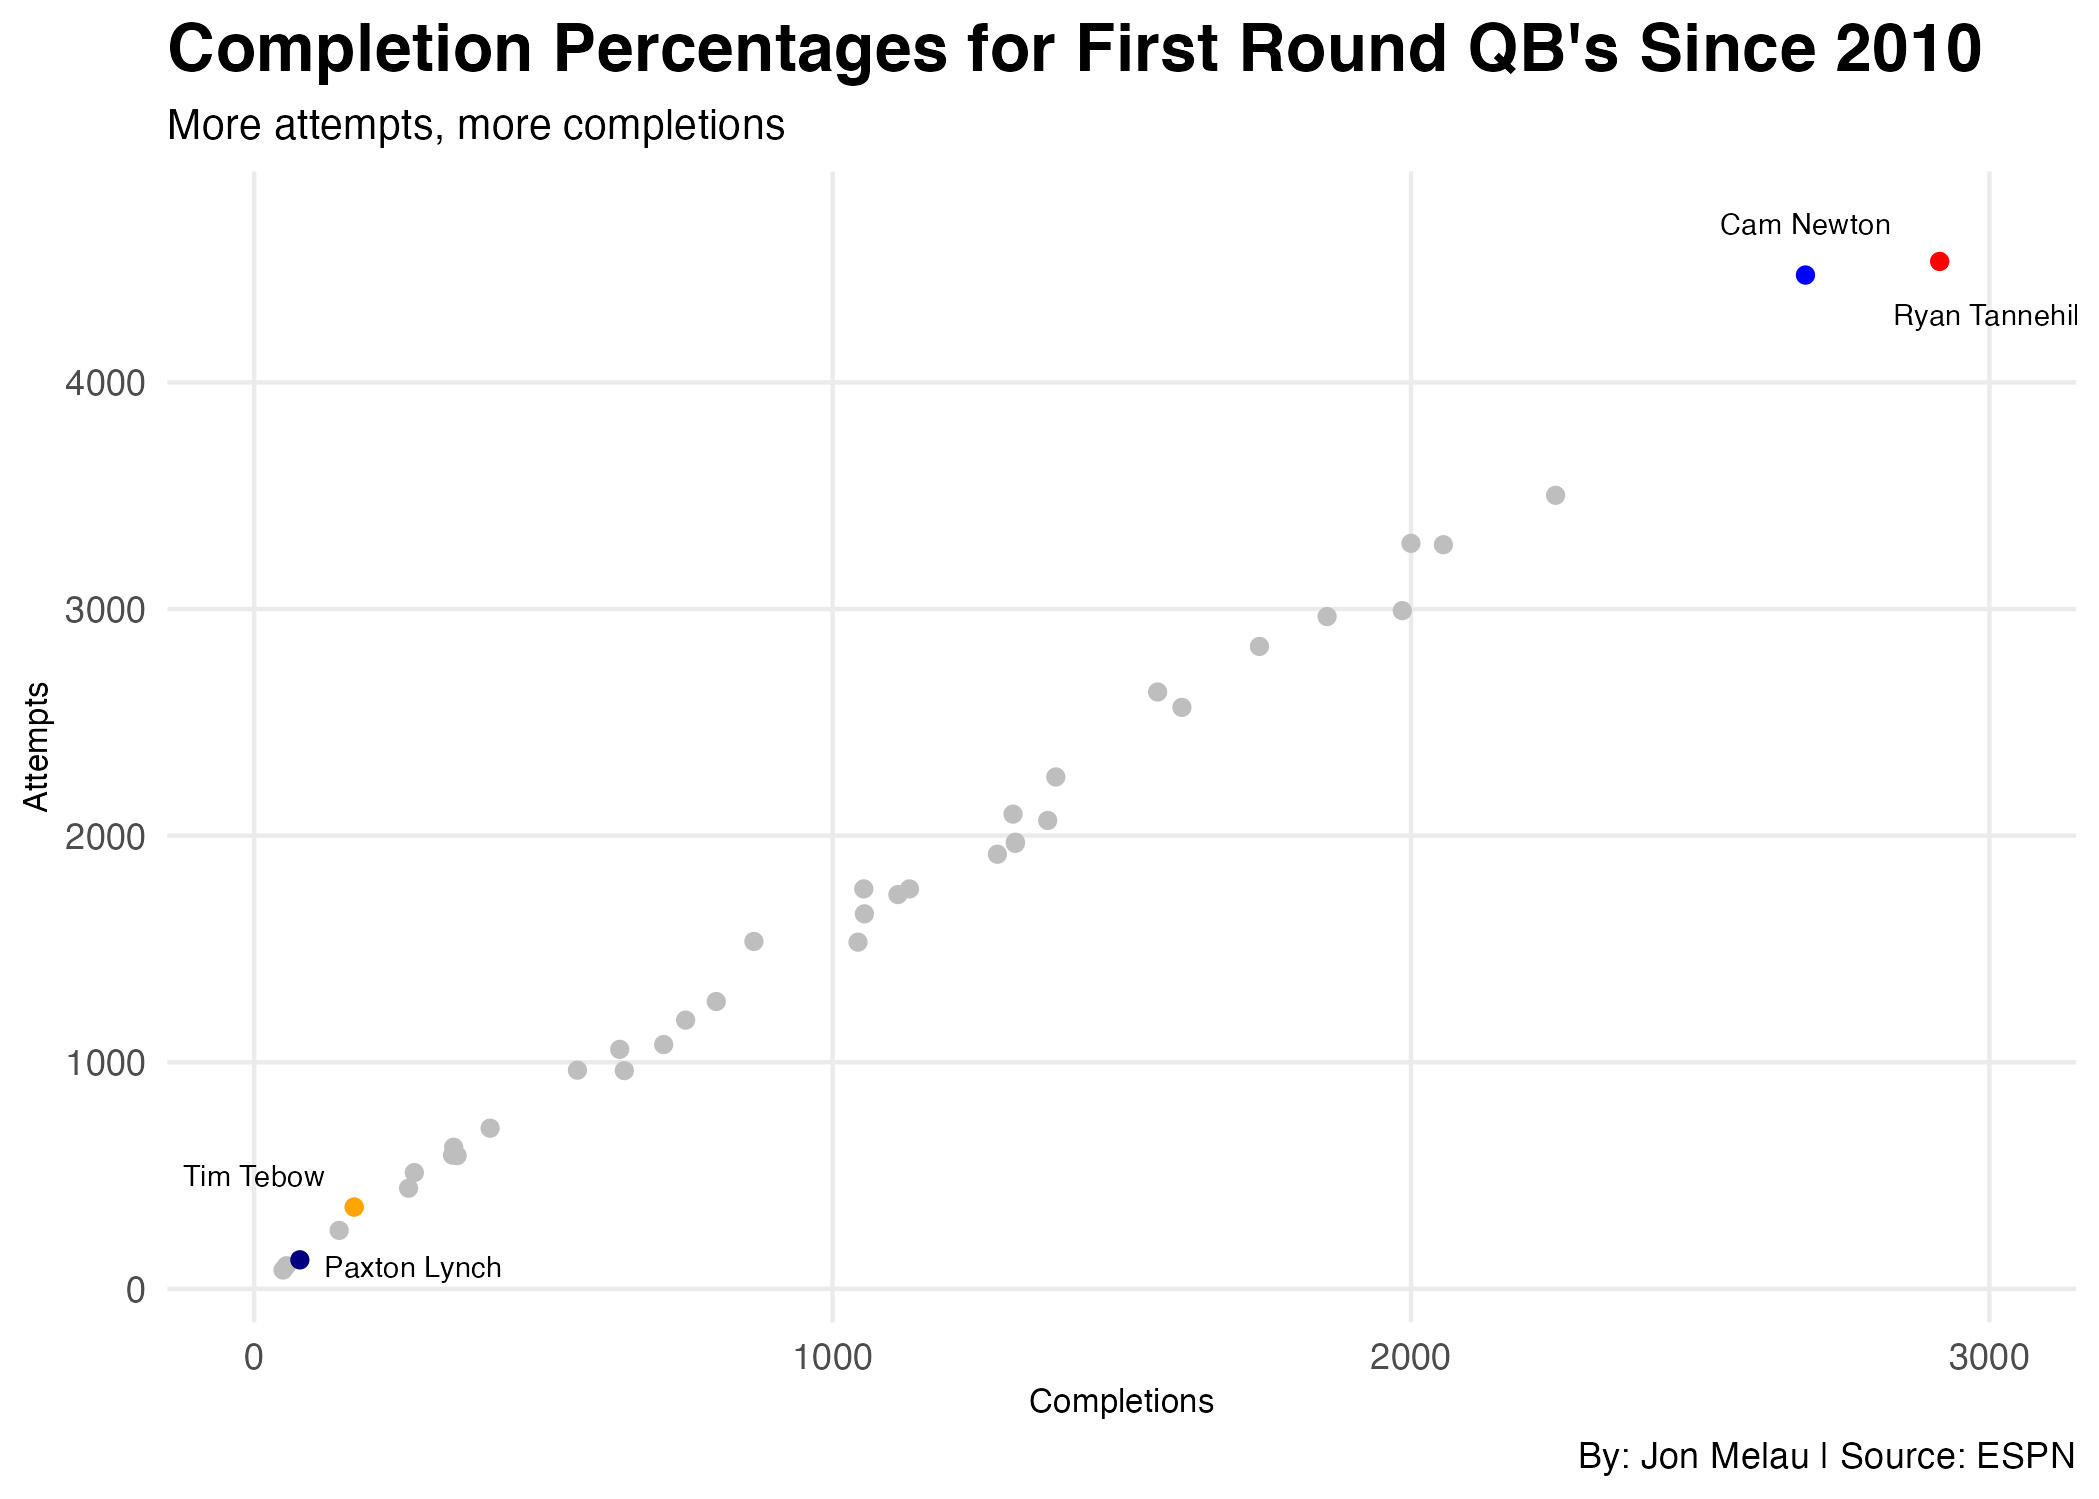 Completion Percentages for First Round QB's Since 2010
More attempts, more completions
Cam Newton
Ryan Tannehil
4000
3000
2000
1000
0
Attempts
Tim Tebow
Paxton Lynch
0 1000 2000 3000
Completions
By: Jon Melau | Source: ESPN